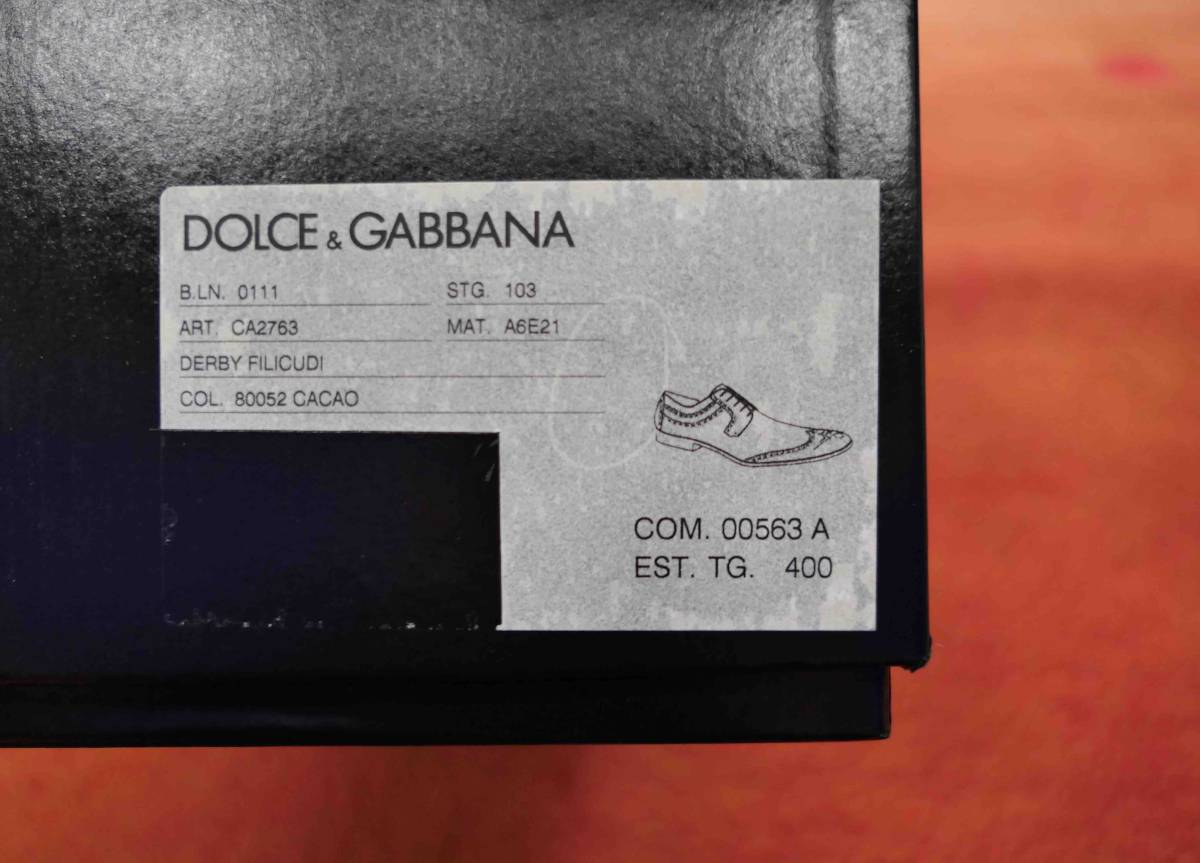 DOLCE & GABBANA
B.LN. 0111 STG. 103
ART. CA2763 MAT. A6E21
DERBY FILICUDI
COL. 80052 CACAO
COM. 00563 A
EST. TG. 400